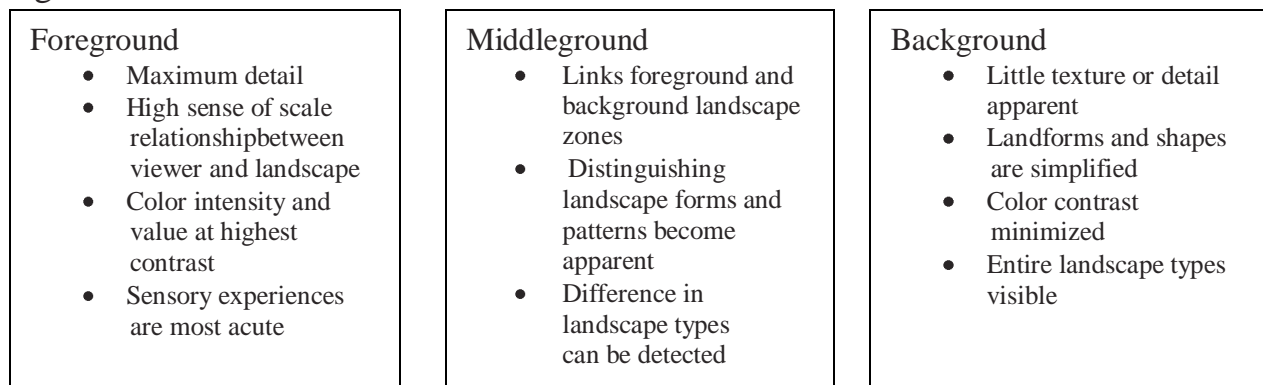 Foreground
• Maximum detail
• High sense of scale
relationshipbetween
viewer and landscape
• Color intensity and
value at highest
contrast
• Sensory experiences
are most acute
Middleground
• Links foreground and
background landscape
zones
• Distinguishing
landscape forms and
patterns become
apparent
• Difference in
landscape types
can be detected
Background
• Little texture or detail
apparent
• Landforms and shapes
are simplified
• Color contrast
minimized
• Entire landscape types
visible